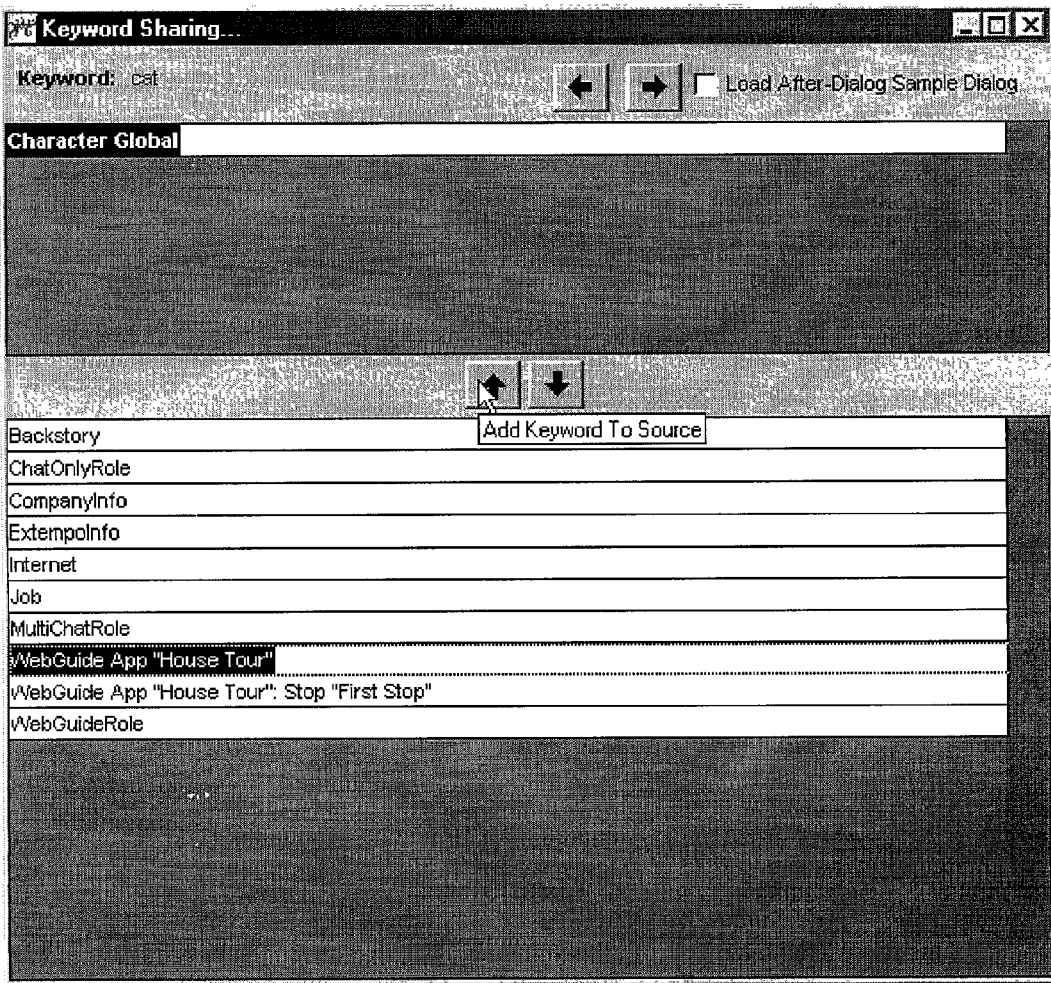 Keyword Sharing...
Keyword: cat
Load After-Dialog Sample Dialog
Character Global
Add Keyword To Source
Backstory
ChatOnlyRole
CompanyInfo
ExtempoInfo
Internet
Job
MultiChatRole
WebGuide App "House Tour"
WebGuide App "House Tour": Stop "First Stop"
WebGuideRole